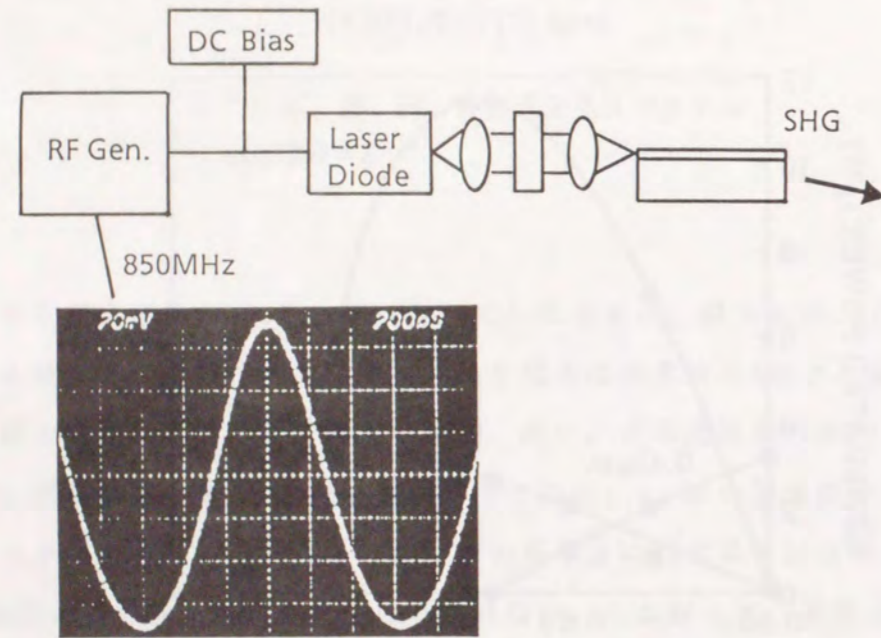 DC Bias
RF Gen.
Laser
Diode
SHG
850MHz
20mV
200pS